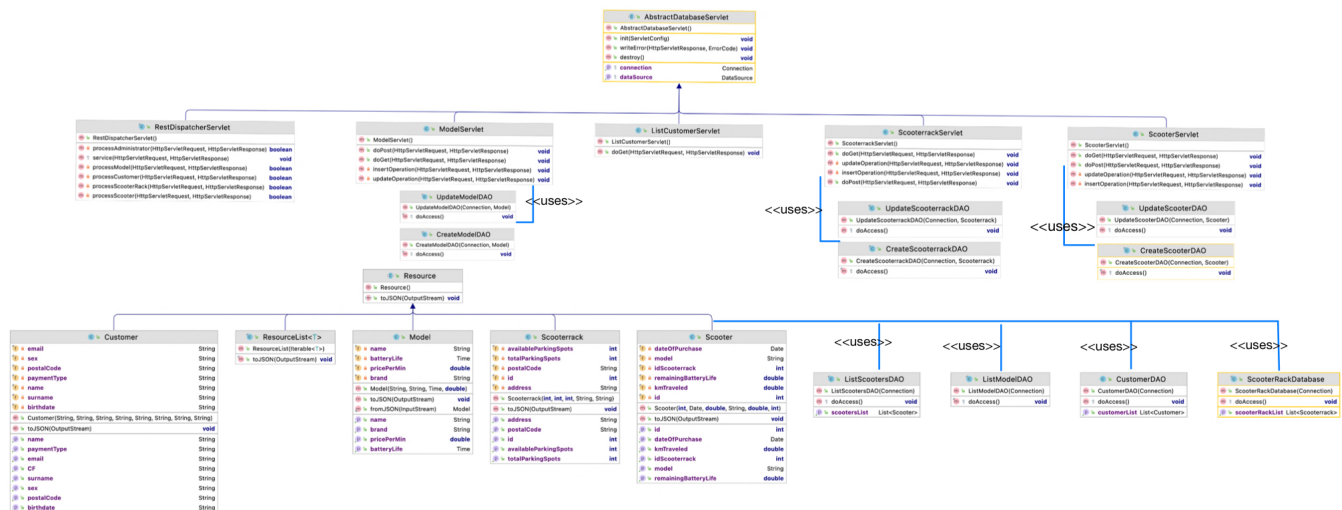 AbstractDatabaseServlet
AbstractDatabaseServlet()
init(ServletConfig) void
writeError(HttpServletResponse, ErrorCode) void
destroy() void
connection Connection
dataSource DataSource
RestDispatcherServlet
RestDispatcherServlet()
processAdministrator(HttpServletRequest, HttpServletResponse) boolean
service(HttpServletRequest, HttpServletResponse) void
processModel(HttpServletRequest, HttpServletResponse) boolean
processCustomer(HttpServletRequest, HttpServletResponse) boolean
processScooterRack(HttpServletRequest, HttpServletResponse) boolean
processScooter(HttpServletRequest, HttpServletResponse) boolean
ModelServlet
ModelServlet()
doPost(HttpServletRequest, HttpServletResponse) void
doGet(HttpServletRequest, HttpServletResponse) void
insertOperation(HttpServletRequest, HttpServletResponse) void
updateOperation(HttpServletRequest, HttpServletResponse) void
ListCustomerServlet
ListCustomerServlet()
doGet(HttpServletRequest, HttpServletResponse) void
ScooterrackServlet
ScooterrackServlet()
doGet(HttpServletRequest, HttpServletResponse) void
updateOperation(HttpServletRequest, HttpServletResponse) void
insertOperation(HttpServletRequest, HttpServletResponse) void
doPost(HttpServletRequest, HttpServletResponse) void
ScooterServlet
ScooterServlet()
doGet(HttpServletRequest, HttpServletResponse) void
doPost(HttpServletRequest, HttpServletResponse) void
updateOperation(HttpServletRequest, HttpServletResponse) void
insertOperation(HttpServletRequest, HttpServletResponse) void
UpdateModelDAO
UpdateModelDAO(Connection, Model)
doAccess() void
<<uses>>
CreateModelDAO
CreateModelDAO(Connection, Model)
doAccess() void
<<uses>>
UpdateScooterrackDAO
UpdateScooterrackDAO(Connection, Scooterrack)
doAccess() void
CreateScooterrackDAO
CreateScooterrackDAO(Connection, Scooterrack)
doAccess() void
<<uses>>
UpdateScooterDAO
UpdateScooterDAO(Connection, Scooter)
doAccess() void
CreateScooterDAO
CreateScooterDAO(Connection, Scooter)
doAccess() void
Resource
Resource()
toJSON(OutputStream) void
Customer
email String
sex String
postalCode String
paymentType String
name String
surname String
birthdate String
Customer(String, String, String, String, String, String, String, String)
toJSON(OutputStream) void
name String
paymentType String
email String
CF String
surname String
sex String
postalCode String
birthdate String
ResourceList<T>
ResourceList(Iterable<T>)
toJSON(OutputStream) void
Model
name String
batteryLife Time
pricePerMin double
brand String
Model(String, String, Time, double)
toJSON(OutputStream) void
fromJSON(InputStream) Model
name String
brand String
pricePerMin double
batteryLife Time
Scooterrack
availableParkingSpots int
totalParkingSpots int
postalCode String
id int
address String
Scooterrack(int, int, int, String, String)
toJSON(OutputStream) void
address String
postalCode String
id int
availableParkingSpots int
totalParkingSpots int
Scooter
dateOfPurchase Date
model String
idScooterrack int
remainingBatteryLife double
kmTraveled double
id int
Scooter(int, Date, double, String, double, int)
toJSON(OutputStream) void
id int
dateOfPurchase Date
kmTraveled double
idScooterrack int
model String
remainingBatteryLife double
<<uses>>
<<uses>>
<<uses>>
<<uses>>
ListScootersDAO
ListScootersDAO(Connection)
doAccess() void
scootersList List<Scooter>
ListModelDAO
ListModelDAO(Connection)
doAccess() void
CustomerDAO
CustomerDAO(Connection)
doAccess() void
customerList List<Customer>
ScooterRackDatabase
ScooterRackDatabase(Connection)
doAccess() void
scooterRackList List<Scooterrack>